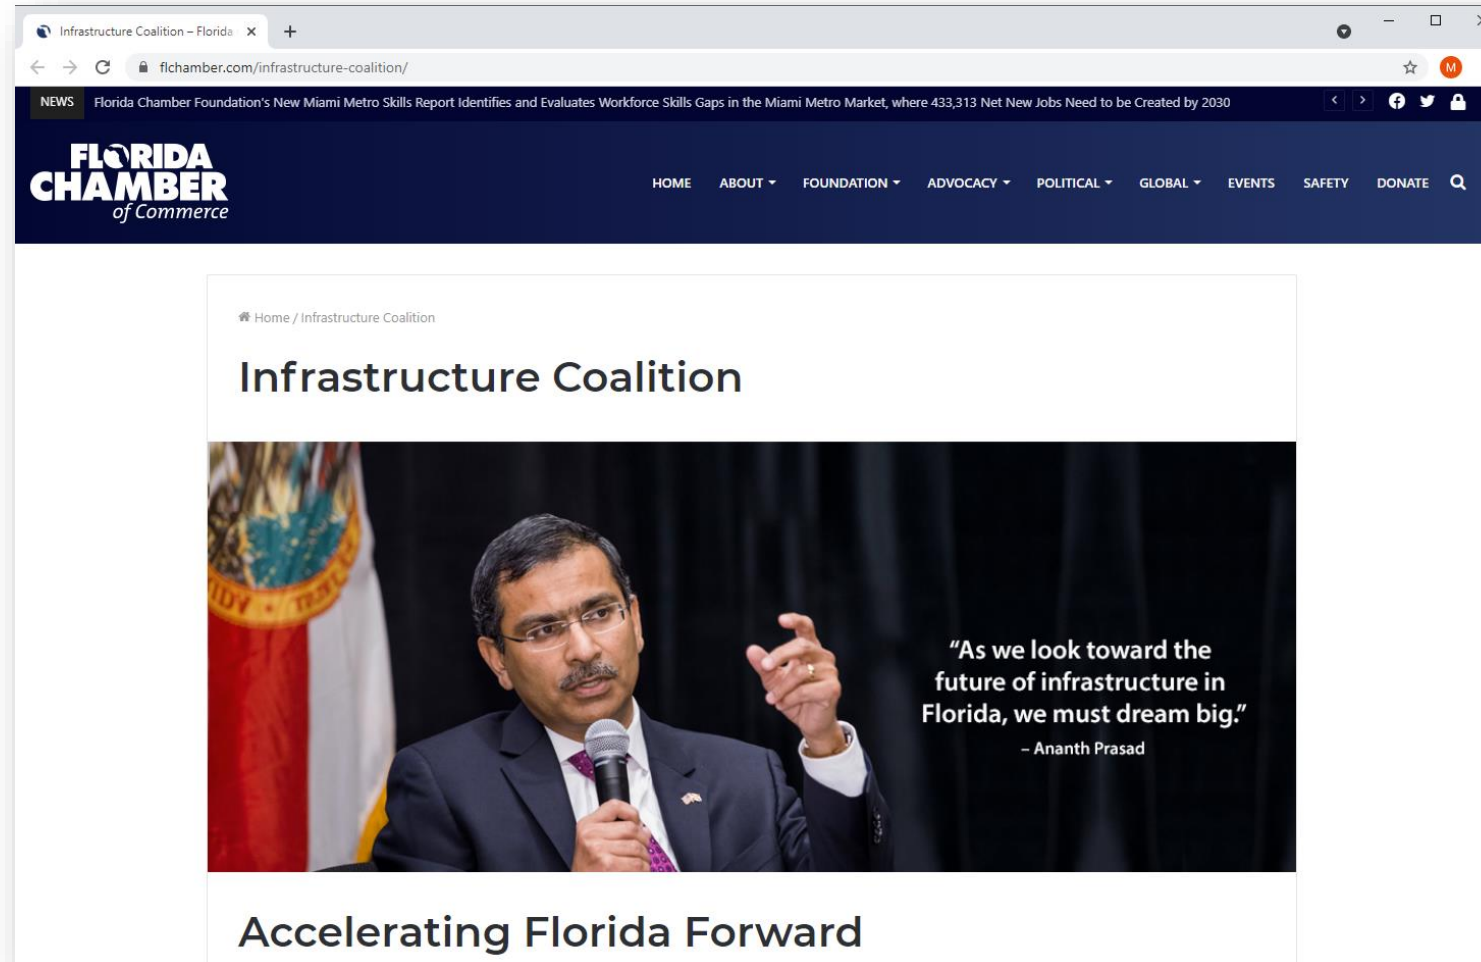 Infrastructure Coalition – Florida
flchamber.com/infrastructure-coalition/
M
NEWS Florida Chamber Foundation's New Miami Metro Skills Report Identifies and Evaluates Workforce Skills Gaps in the Miami Metro Market, where 433,313 Net New Jobs Need to be Created by 2030
FLORIDA
CHAMBER
of Commerce
HOME ABOUT FOUNDATION ADVOCACY POLITICAL GLOBAL EVENTS SAFETY DONATE
Home / Infrastructure Coalition
Infrastructure Coalition
“As we look toward the
future of infrastructure in
Florida, we must dream big.”
– Ananth Prasad
Accelerating Florida Forward